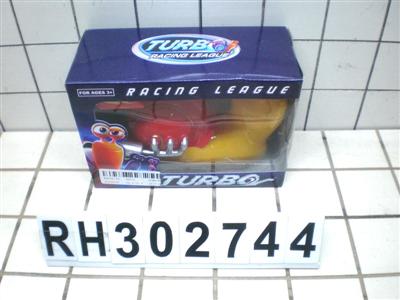 TURBO
RACING LEAGUE
FOR AGES 3+
RACING LEAGUE
TURBO
RH302744